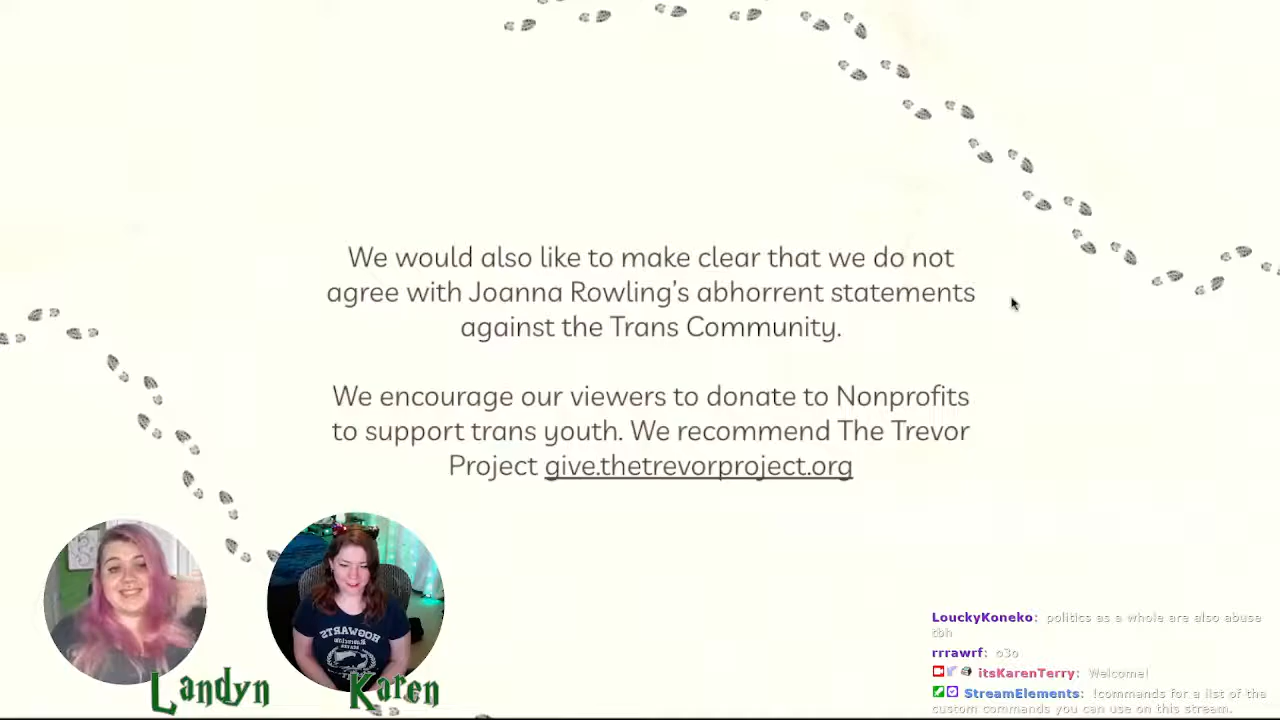 We would also like to make clear that we do not
agree with Joanna Rowling's abhorrent statements
against the Trans Community.
We encourage our viewers to donate to Nonprofits
to support trans youth. We recommend The Trevor
Project give.thetrevorproject.org
HOGWARTS
Landyn
Karen
LouckyKoneko: politics as a whole are also abuse
tbh
rrrawrf: o3o
itsKarenTerry: Welcome!
StreamElements: !commands for a list of the
custom commands you can use on this stream.